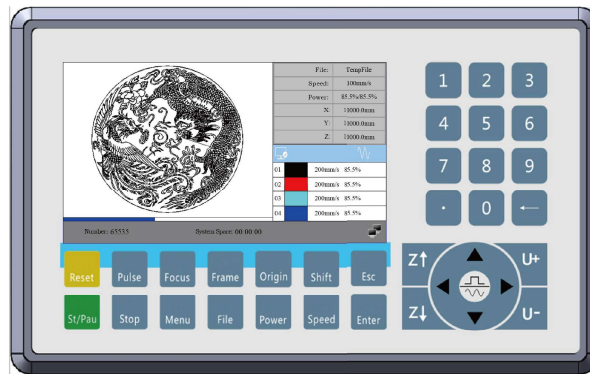 File: TempFile
Speed: 100mm/s
Power: 85.5%/85.5%
X: 11000.0mm
Y: 11000.0mm
Z: 11000.0mm
01 200mm/s 85.5%
02 200mm/s 85.5%
03 200mm/s 85.5%
04 200mm/s 85.5%
Number: 65535 System Space: 00:00:00
Reset Pulse Focus Frame Origin Shift Esc
St/Pau Stop Menu File Power Speed Enter
1 2 3
4 5 6
7 8 9
. 0 ←
Z↑ U+
Z↓ U-